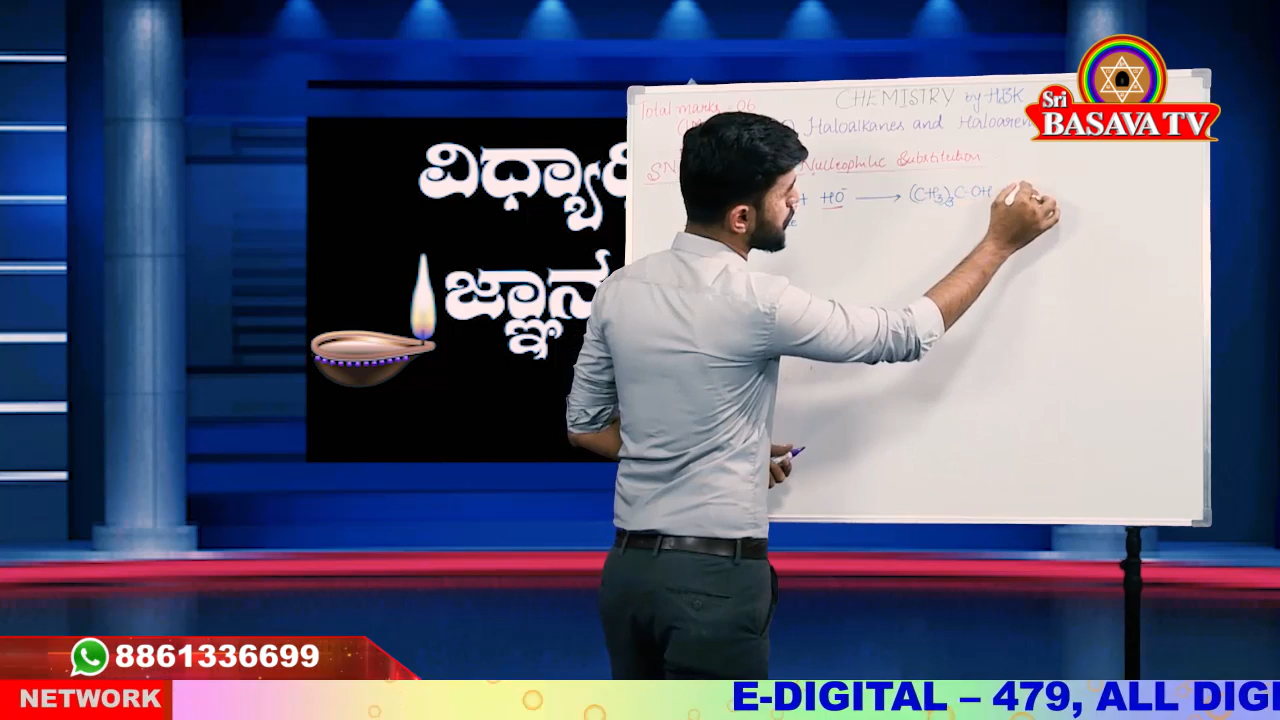 Sri
BASAVA TV
ವಿಧ್ಯಾ
ಜ್ಞಾನ
Total marks - 06
CHEMISTRY by HBK
Haloalkanes and Haloaren
SN
Nucleophilic Substitution
+ HO⁻ ⟶ (CH₃)₃C-OH
8861336699
NETWORK
E-DIGITAL – 479, ALL DIGI